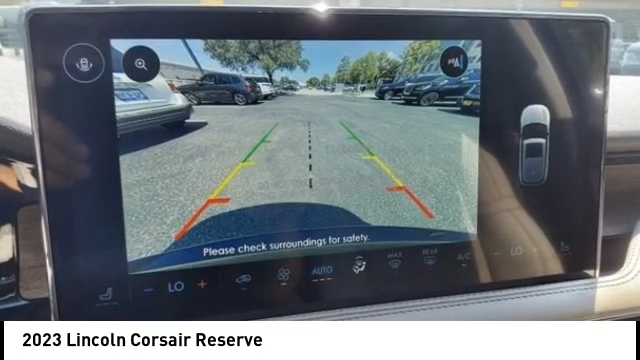 Please check surroundings for safety.
LO
AUTO
MAX
REAR
A/C
LO
2023 Lincoln Corsair Reserve